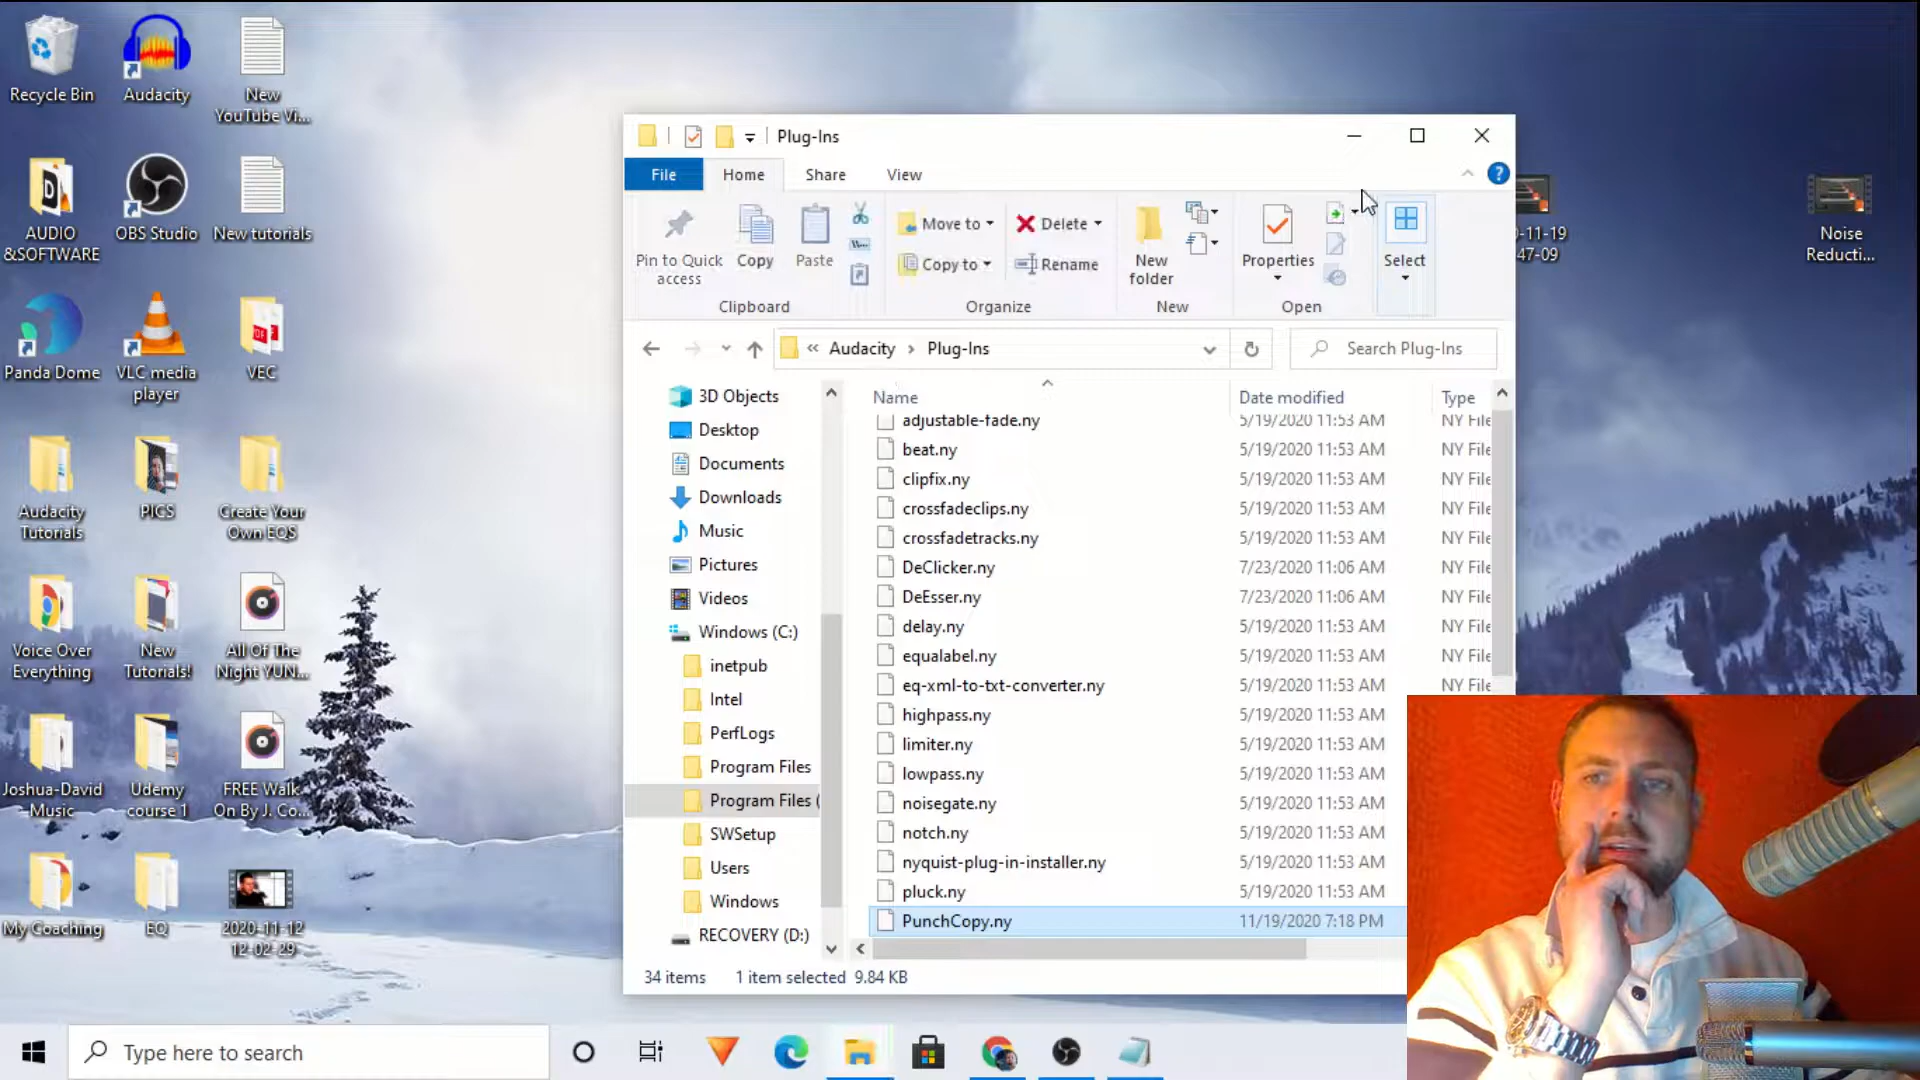 Recycle Bin
Audacity
New
YouTube Vi...
AUDIO
&SOFTWARE
OBS Studio
New tutorials
Panda Dome
VLC media
player
VEC
Audacity
Tutorials
PICS
Create Your
Own EQS
Voice Over
Everything
New
Tutorials!
All Of The
Night YUN...
Joshua-David
Music
Udemy
course 1
FREE Walk
On By J. Co...
My Coaching
EQ
2020-11-12
12-02-29
Plug-Ins
File
Home
Share
View
Pin to Quick
access
Copy
Paste
Clipboard
Move to
Copy to
Delete
Rename
Organize
New
folder
New
Properties
Open
Select
« Audacity > Plug-Ins
Search Plug-Ins
3D Objects
Desktop
Documents
Downloads
Music
Pictures
Videos
Windows (C:)
inetpub
Intel
PerfLogs
Program Files
Program Files (
SWSetup
Users
Windows
RECOVERY (D:)
Name Date modified Type
adjustable-fade.ny 5/19/2020 11:53 AM NY File
beat.ny 5/19/2020 11:53 AM NY File
clipfix.ny 5/19/2020 11:53 AM NY File
crossfadeclips.ny 5/19/2020 11:53 AM NY File
crossfadetracks.ny 5/19/2020 11:53 AM NY File
DeClicker.ny 7/23/2020 11:06 AM NY File
DeEsser.ny 7/23/2020 11:06 AM NY File
delay.ny 5/19/2020 11:53 AM NY File
equalabel.ny 5/19/2020 11:53 AM NY File
eq-xml-to-txt-converter.ny 5/19/2020 11:53 AM NY File
highpass.ny 5/19/2020 11:53 AM
limiter.ny 5/19/2020 11:53 AM
lowpass.ny 5/19/2020 11:53 AM
noisegate.ny 5/19/2020 11:53 AM
notch.ny 5/19/2020 11:53 AM
nyquist-plug-in-installer.ny 5/19/2020 11:53 AM
pluck.ny 5/19/2020 11:53 AM
PunchCopy.ny 11/19/2020 7:18 PM
34 items 1 item selected 9.84 KB
-11-19
47-09
Noise
Reducti...
Type here to search